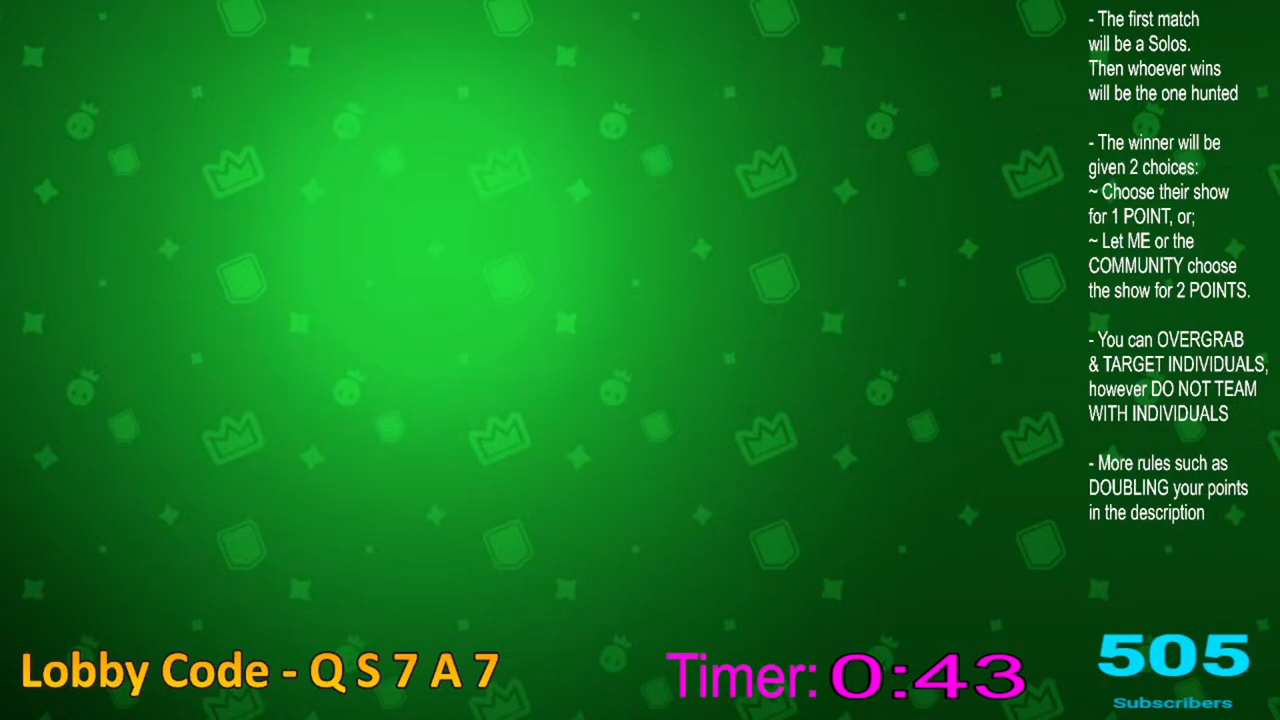 - The first match
will be a Solos.
Then whoever wins
will be the one hunted
- The winner will be
given 2 choices:
~ Choose their show
for 1 POINT, or;
~ Let ME or the
COMMUNITY choose
the show for 2 POINTS.
- You can OVERGRAB
& TARGET INDIVIDUALS,
however DO NOT TEAM
WITH INDIVIDUALS
- More rules such as
DOUBLING your points
in the description
Lobby Code - Q S 7 A 7
Timer: 0:43
505
Subscribers